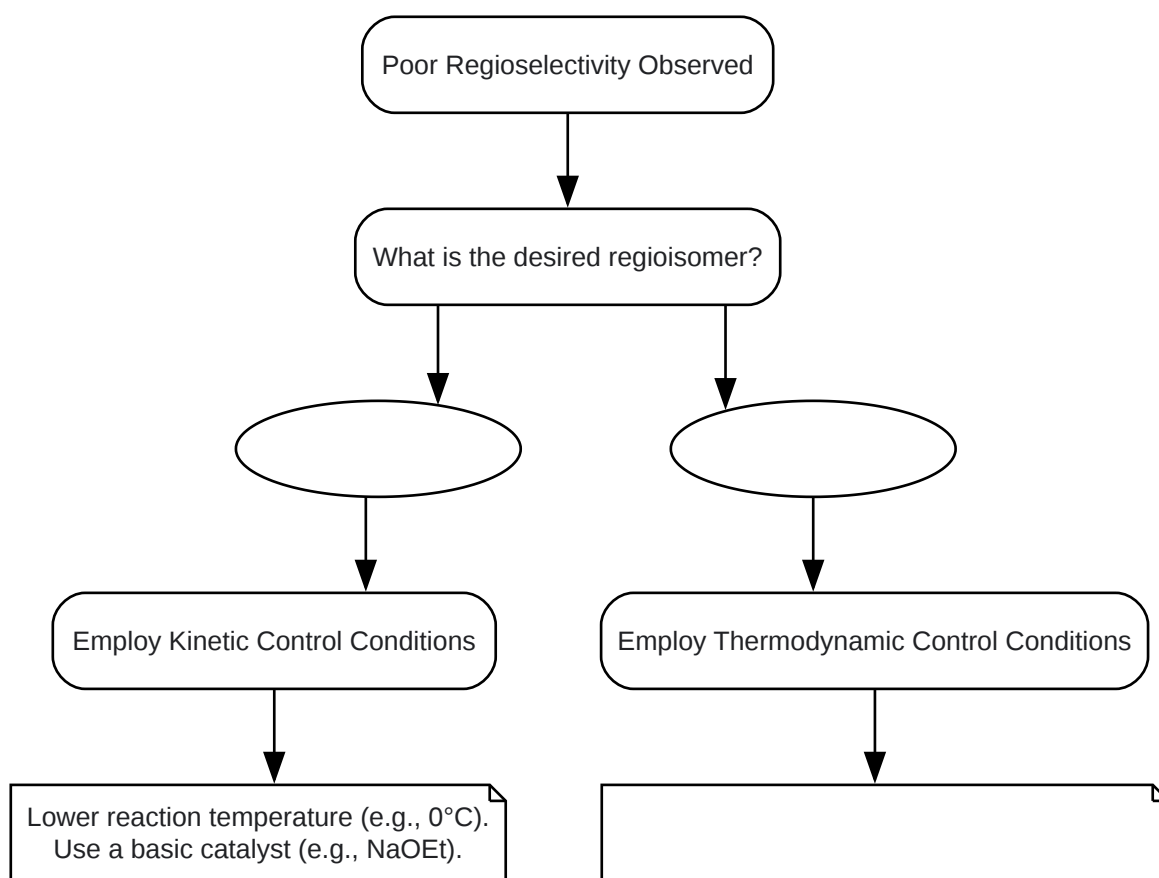 Poor Regioselectivity Observed
What is the desired regioisomer?
Employ Kinetic Control Conditions
Employ Thermodynamic Control Conditions
Lower reaction temperature (e.g., 0°C).
Use a basic catalyst (e.g., NaOEt).